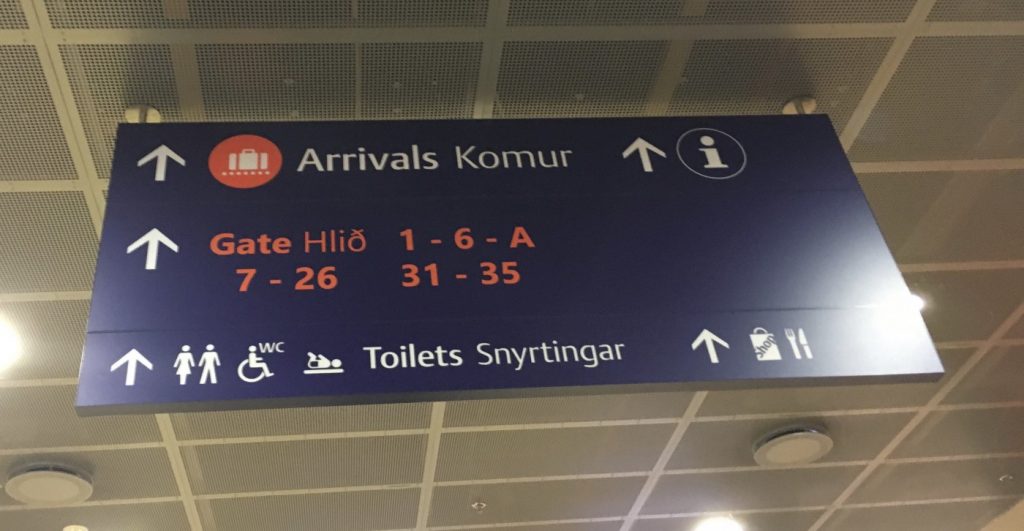 Arrivals Komur
Gate Hlið 1 - 6 - A
7 - 26 31 - 35
WC Toilets Snyrtingar shop